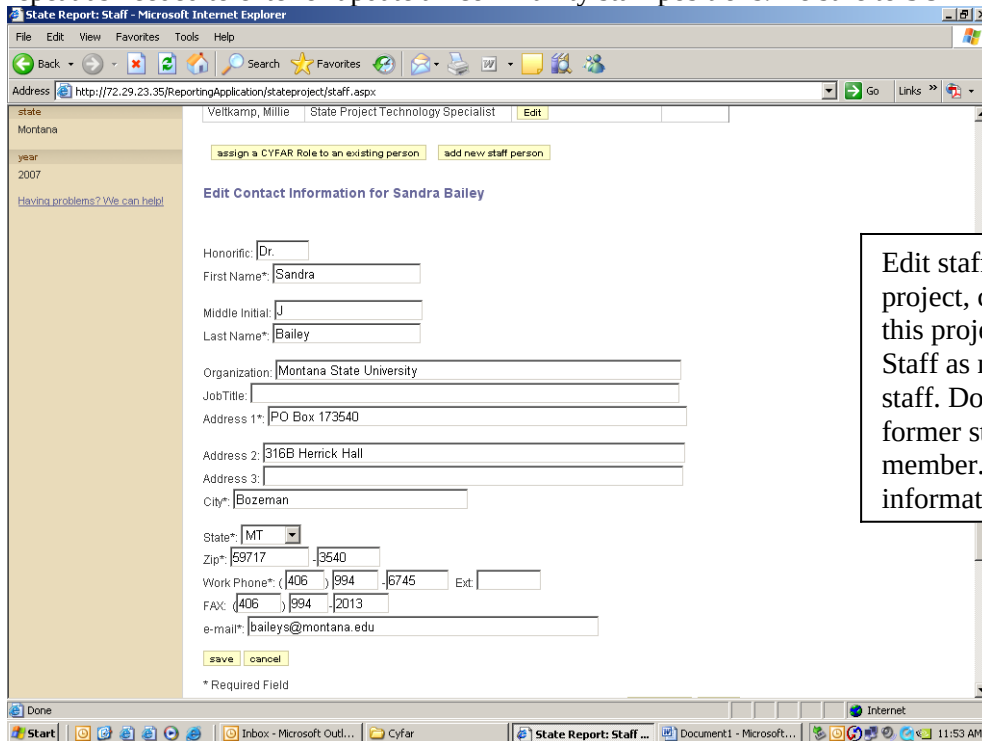 State Report: Staff - Microsoft Internet Explorer
File Edit View Favorites Tools Help
Back Search Favorites
Address http://72.29.23.35/ReportingApplication/stateproject/staff.aspx Go Links »
state
Montana
year
2007
Having problems? We can help!
Veltkamp, Millie State Project Technology Specialist Edit
assign a CYFAR Role to an existing person add new staff person
Edit Contact Information for Sandra Bailey
Honorific: Dr.
First Name*: Sandra
Middle Initial: J
Last Name*: Bailey
Organization: Montana State University
JobTitle:
Address 1*: PO Box 173540
Address 2: 316B Herrick Hall
Address 3:
City*: Bozeman
State*: MT
Zip*: 59717 -3540
Work Phone*: ( 406 ) 994 -6745 Ext:
FAX: (406 ) 994 -2013
e-mail*: baileys@montana.edu
save cancel
* Required Field
Edit staf
project,
this proj
Staff as
staff. Do
former s
member.
informat
Done Internet
Start Inbox - Microsoft Outl... Cyfar State Report: Staff ... Document1 - Microsoft... 11:53 AM